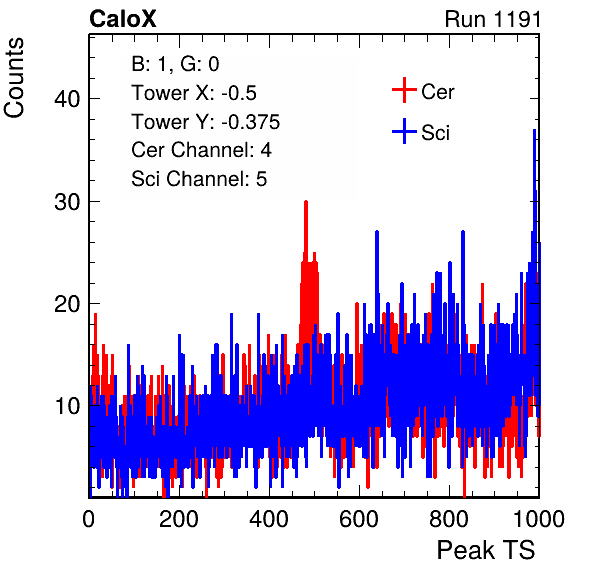 CaloX Run 1191
Counts
B: 1, G: 0
Tower X: -0.5
Tower Y: -0.375
Cer Channel: 4
Sci Channel: 5
Cer
Sci
40
30
20
10
0 200 400 600 800 1000
Peak TS